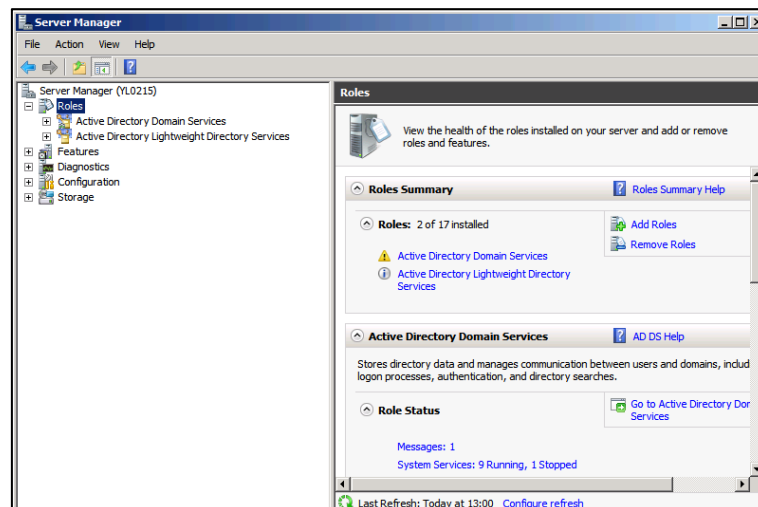 Server Manager
File Action View Help
Server Manager (YL0215)
Roles
Active Directory Domain Services
Active Directory Lightweight Directory Services
Features
Diagnostics
Configuration
Storage
Roles
View the health of the roles installed on your server and add or remove
roles and features.
Roles Summary
Roles Summary Help
Roles: 2 of 17 installed
Add Roles
Remove Roles
Active Directory Domain Services
Active Directory Lightweight Directory
Services
Active Directory Domain Services
AD DS Help
Stores directory data and manages communication between users and domains, includ
logon processes, authentication, and directory searches.
Role Status
Go to Active Directory Dor
Services
Messages: 1
System Services: 9 Running, 1 Stopped
Last Refresh: Today at 13:00 Configure refresh